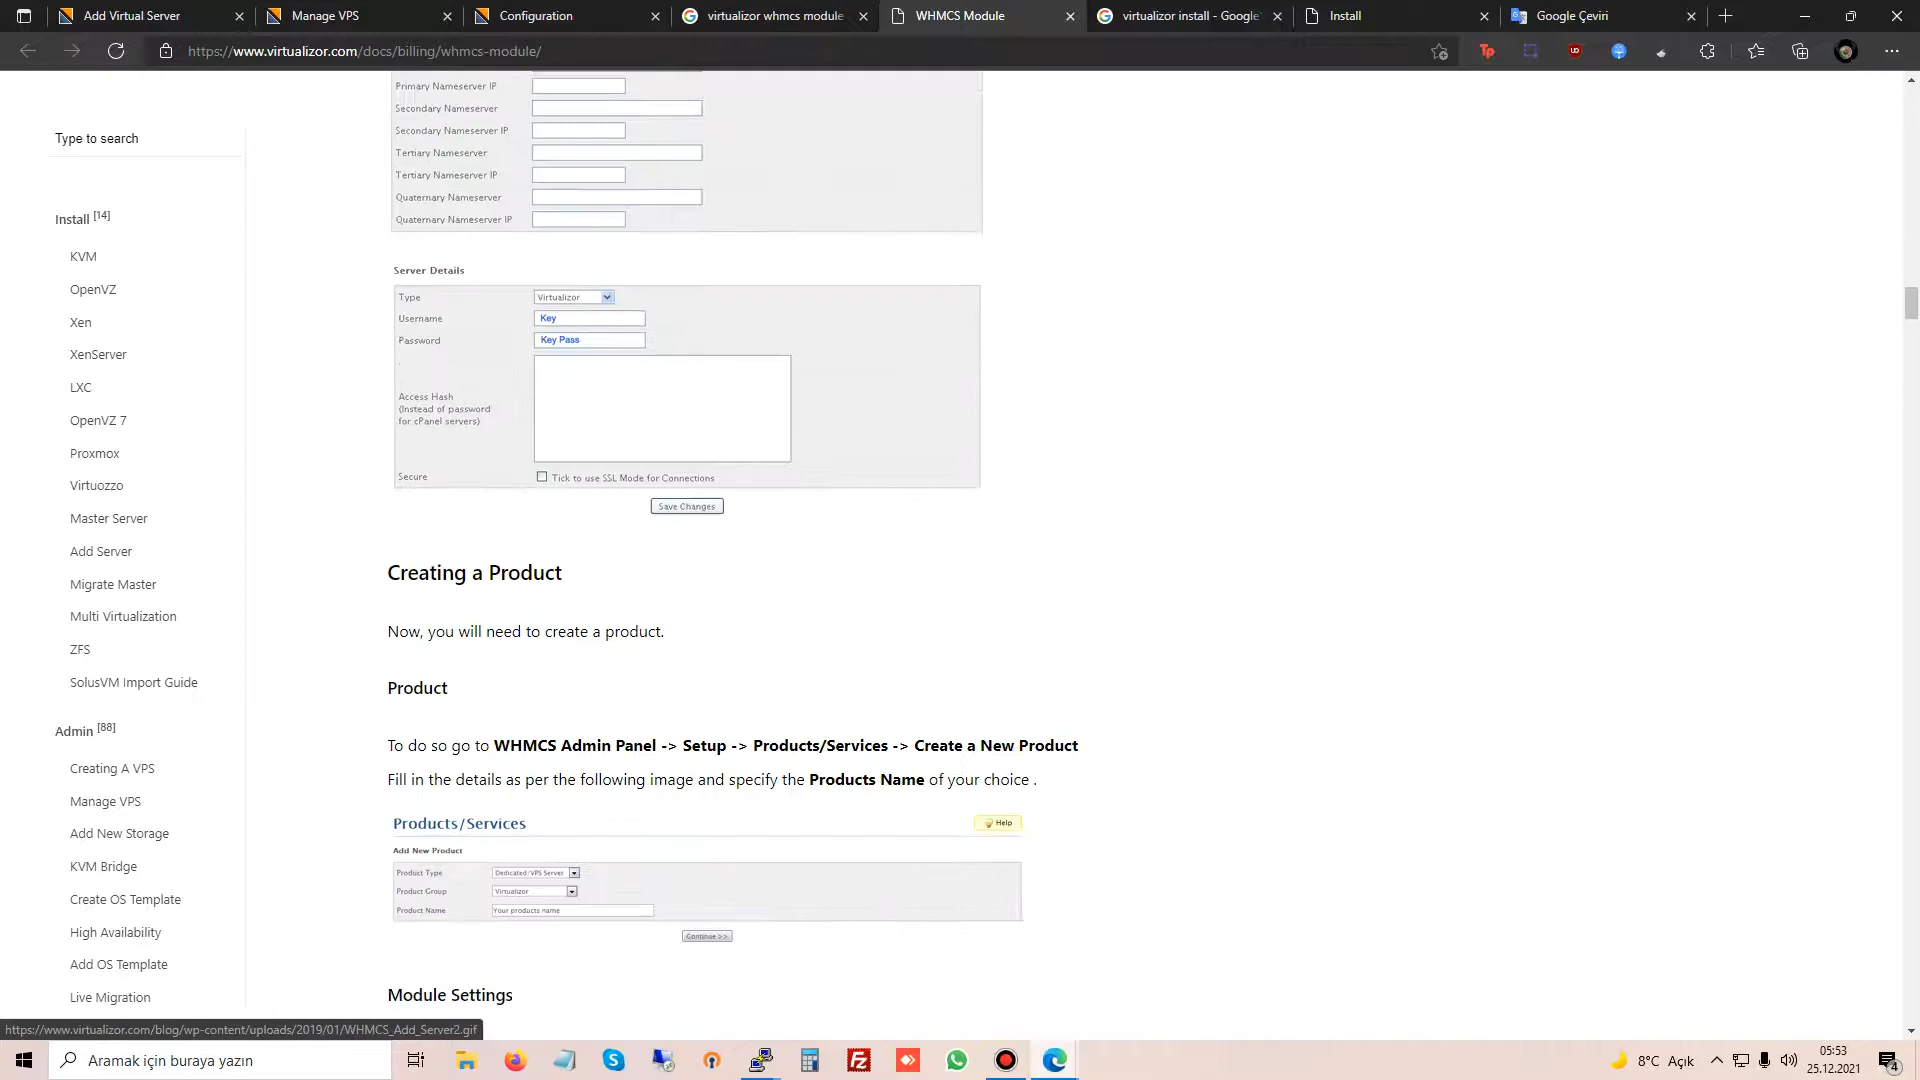 Add Virtual Server
Manage VPS
Configuration
virtualizor whmcs module
WHMCS Module
virtualizor install - Google
Install
Google Çeviri
https://www.virtualizor.com/docs/billing/whmcs-module/
Type to search
Install [14]
KVM
OpenVZ
Xen
XenServer
LXC
OpenVZ 7
Proxmox
Virtuozzo
Master Server
Add Server
Migrate Master
Multi Virtualization
ZFS
SolusVM Import Guide
Admin [88]
Creating A VPS
Manage VPS
Add New Storage
KVM Bridge
Create OS Template
High Availability
Add OS Template
Live Migration
Primary Nameserver IP
Secondary Nameserver
Secondary Nameserver IP
Tertiary Nameserver
Tertiary Nameserver IP
Quaternary Nameserver
Quaternary Nameserver IP
Server Details
Type Virtualizor
Username Key
Password Key Pass
Access Hash
(Instead of password
for cPanel servers)
Secure Tick to use SSL Mode for Connections
Save Changes
Creating a Product
Now, you will need to create a product.
Product
To do so go to WHMCS Admin Panel -> Setup -> Products/Services -> Create a New Product
Fill in the details as per the following image and specify the Products Name of your choice .
Products/Services
Help
Add New Product
Product Type Dedicated/VPS Server
Product Group Virtualizor
Product Name Your products name
Continue >>
Module Settings
https://www.virtualizor.com/blog/wp-content/uploads/2019/01/WHMCS_Add_Server2.gif
Aramak için buraya yazın
8°C Açık
05:53
25.12.2021
4